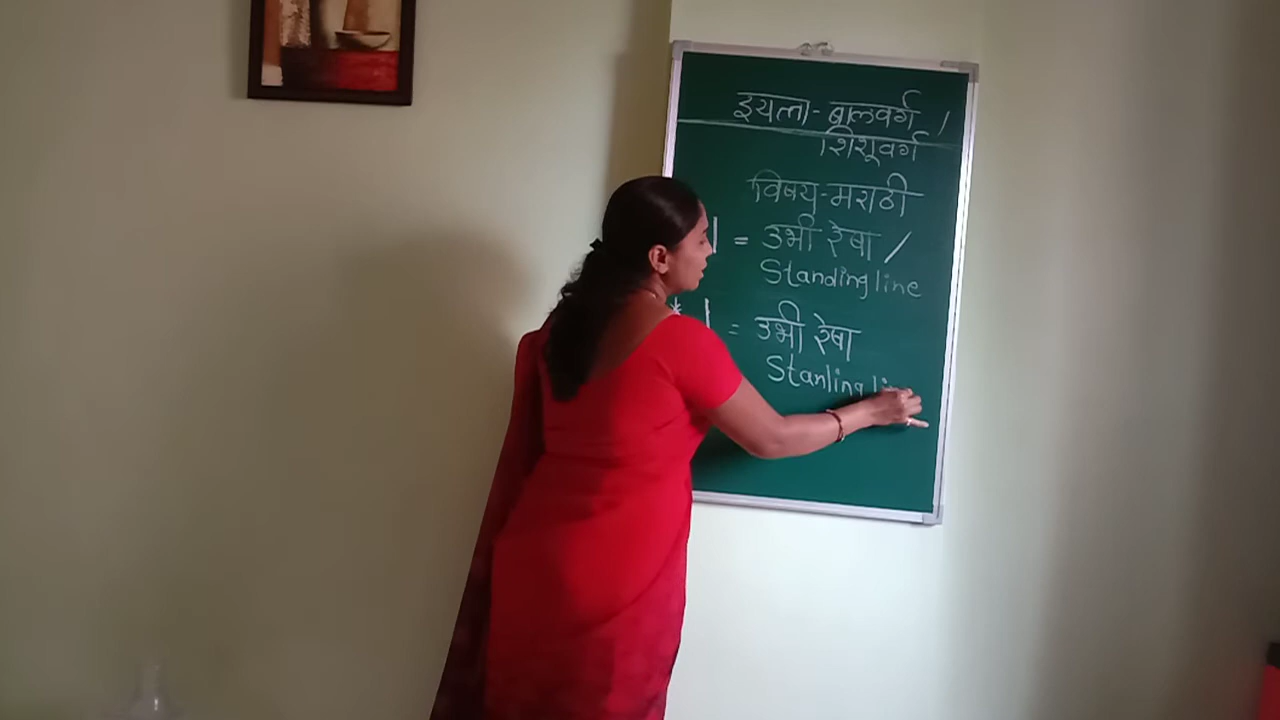 इयत्ता - बालवर्ग /
शिशूवर्ग
विषय - मराठी
| = उभी रेषा /
Standing line
* | = उभी रेषा
Stanling